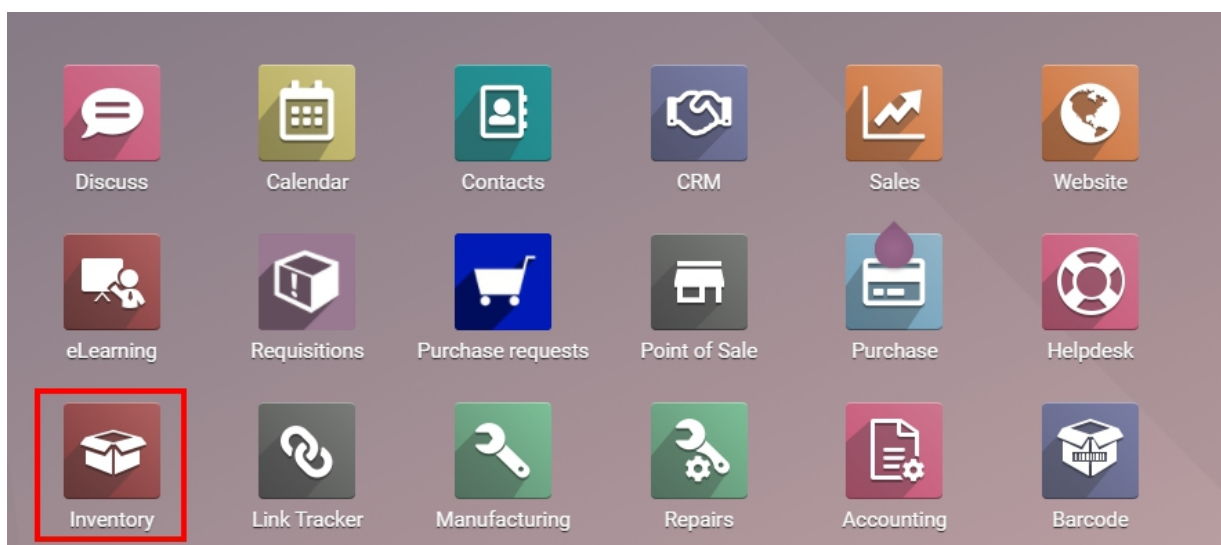 Discuss
Calendar
Contacts
CRM
Sales
Website
eLearning
Requisitions
Purchase requests
Point of Sale
Purchase
Helpdesk
Inventory
Link Tracker
Manufacturing
Repairs
Accounting
Barcode